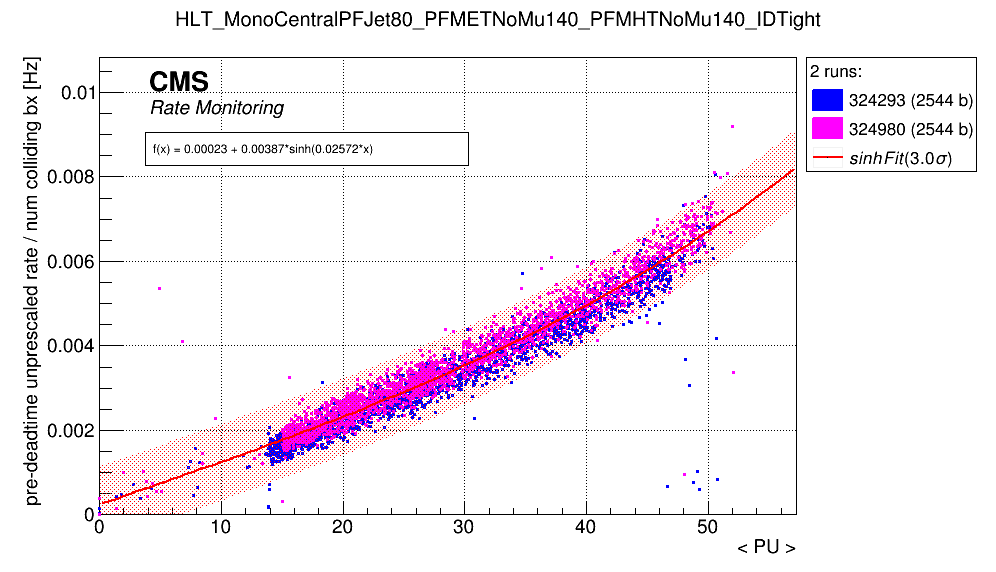 HLT_MonoCentralPFJet80_PFMETNoMu140_PFMHTNoMu140_IDTight
pre-deadtime unprescaled rate / num colliding bx [Hz]
CMS
Rate Monitoring
f(x) = 0.00023 + 0.00387*sinh(0.02572*x)
2 runs:
324293 (2544 b)
324980 (2544 b)
sinhFit(3.0σ)
0.01
0.008
0.006
0.004
0.002
0
0 10 20 30 40 50
< PU >